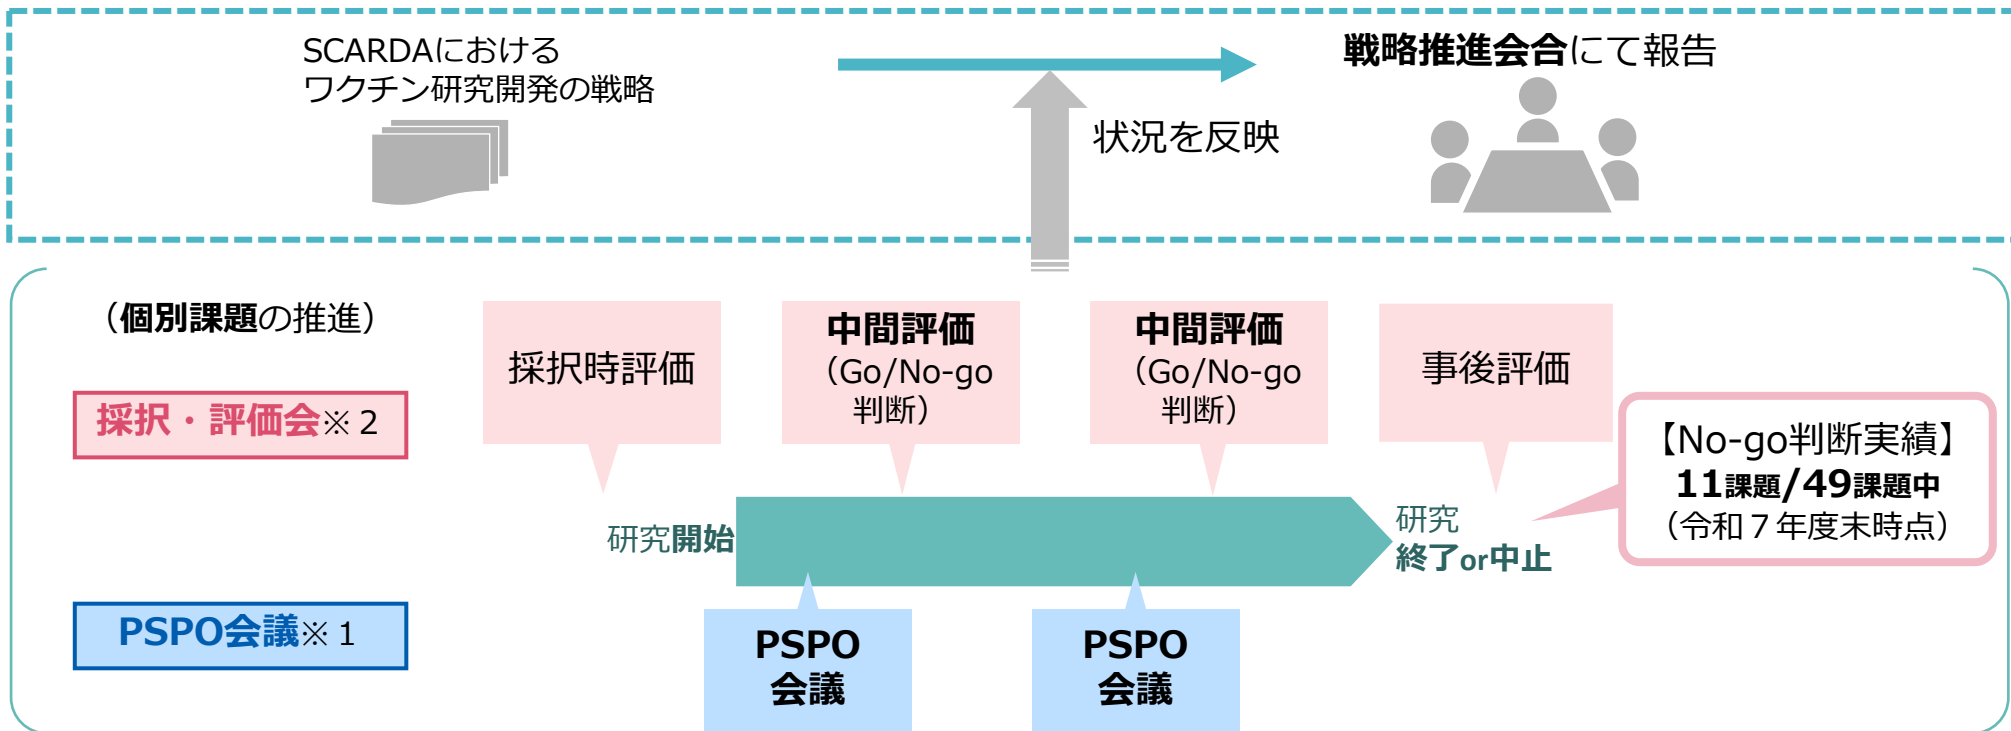 SCARDAにおける
ワクチン研究開発の戦略
戦略推進会合にて報告
状況を反映
（個別課題の推進）
採択時評価
中間評価
（Go/No-go
判断）
中間評価
（Go/No-go
判断）
事後評価
採択・評価会※２
【No-go判断実績】
11課題/49課題中
（令和７年度末時点）
研究開始
研究
終了or中止
PSPO会議※１
PSPO
会議
PSPO
会議